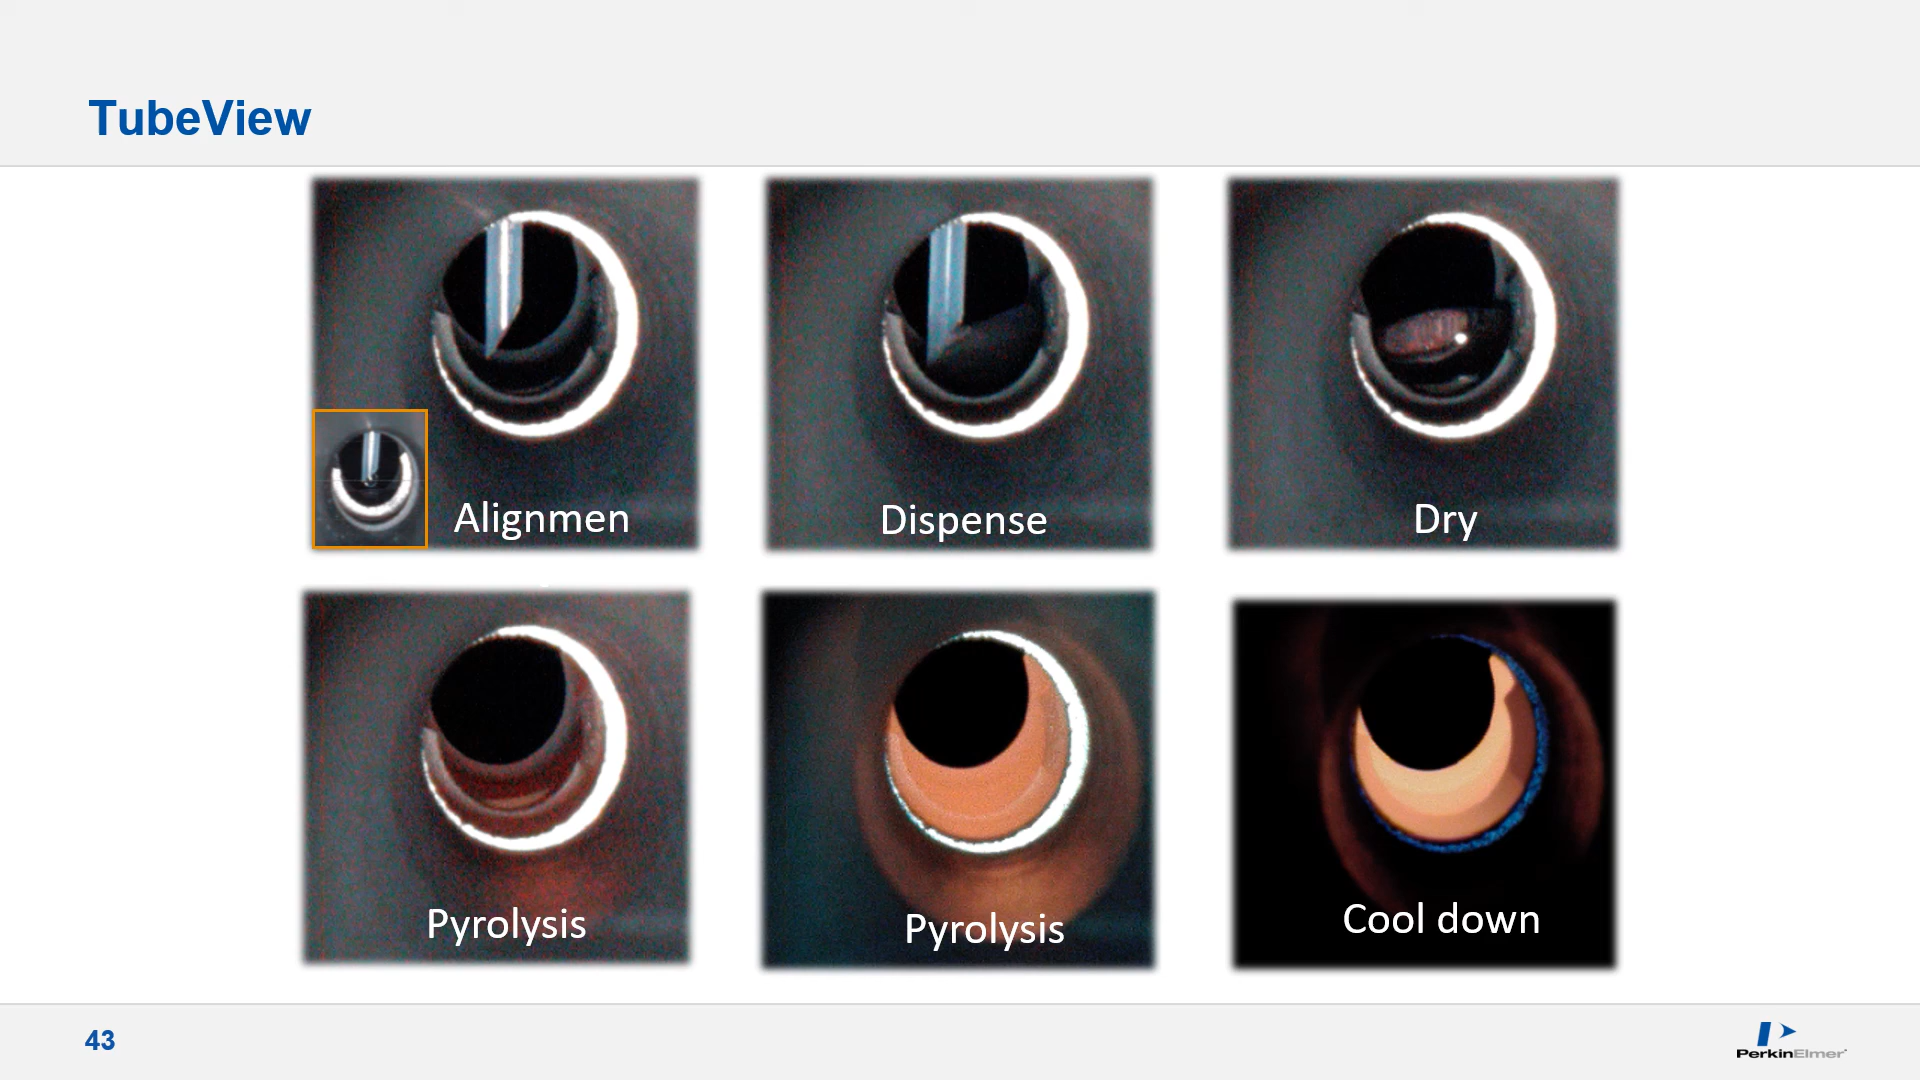 TubeView
Alignmen
Dispense
Dry
Pyrolysis
Pyrolysis
Cool down
43
PerkinElmer